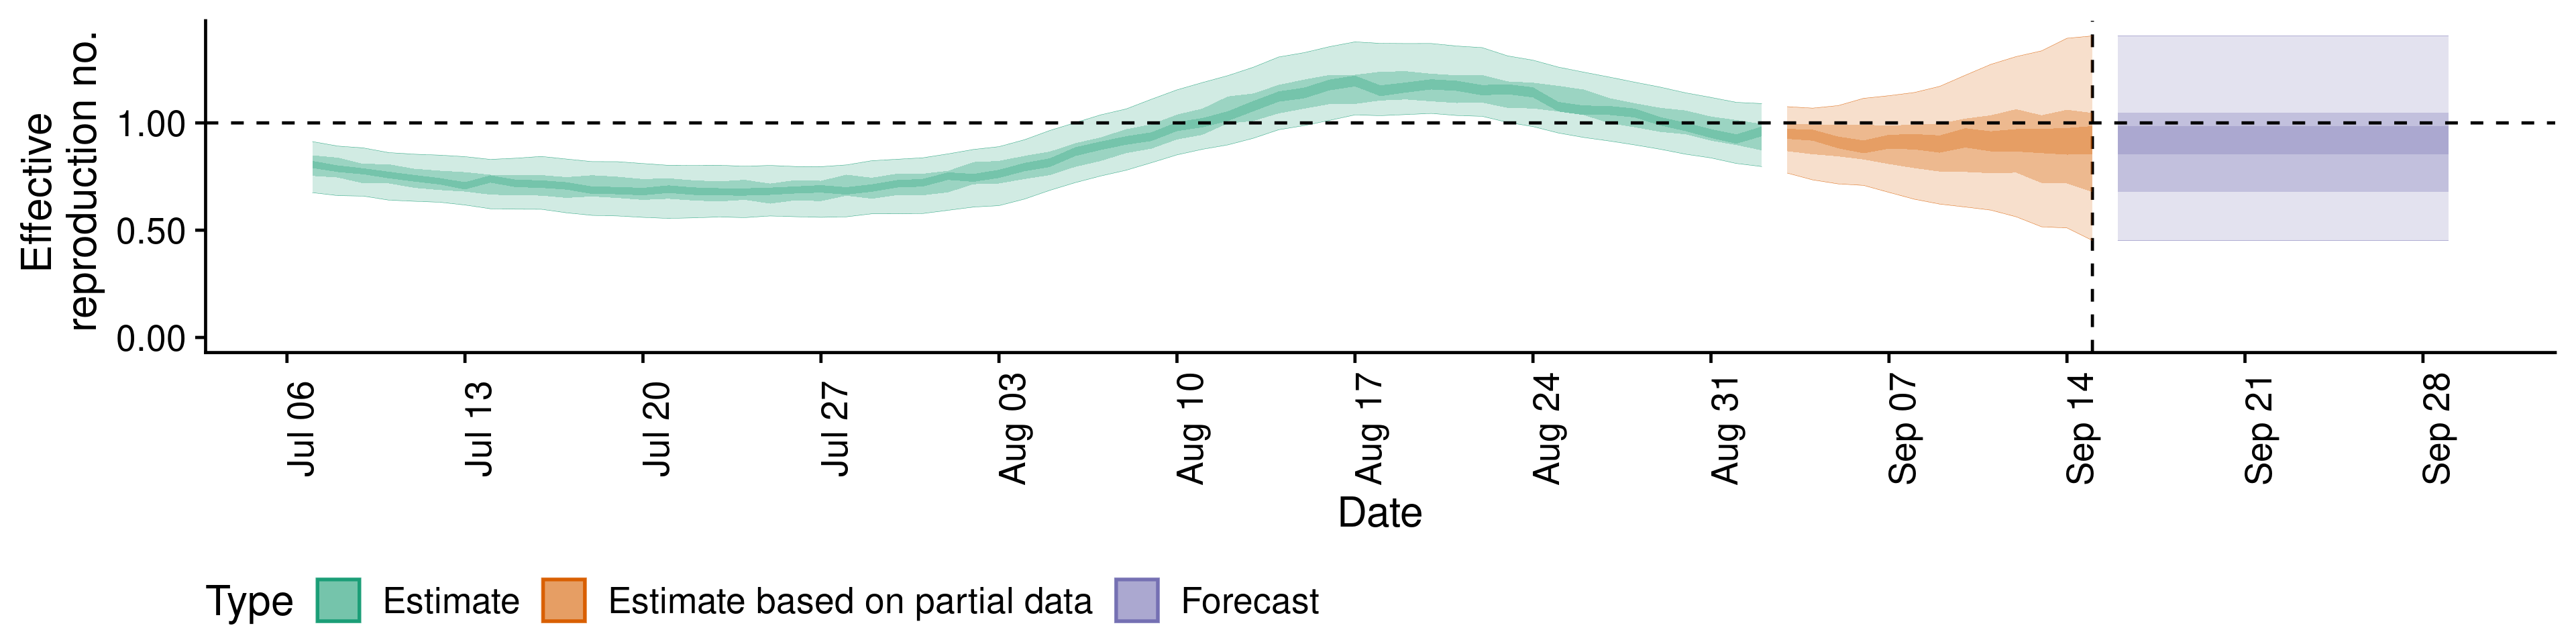 Effective
reproduction no.
1.00
0.50
0.00
Jul 06
Jul 13
Jul 20
Jul 27
Aug 03
Aug 10
Aug 17
Aug 24
Aug 31
Sep 07
Sep 14
Sep 21
Sep 28
Date
Type Estimate Estimate based on partial data Forecast